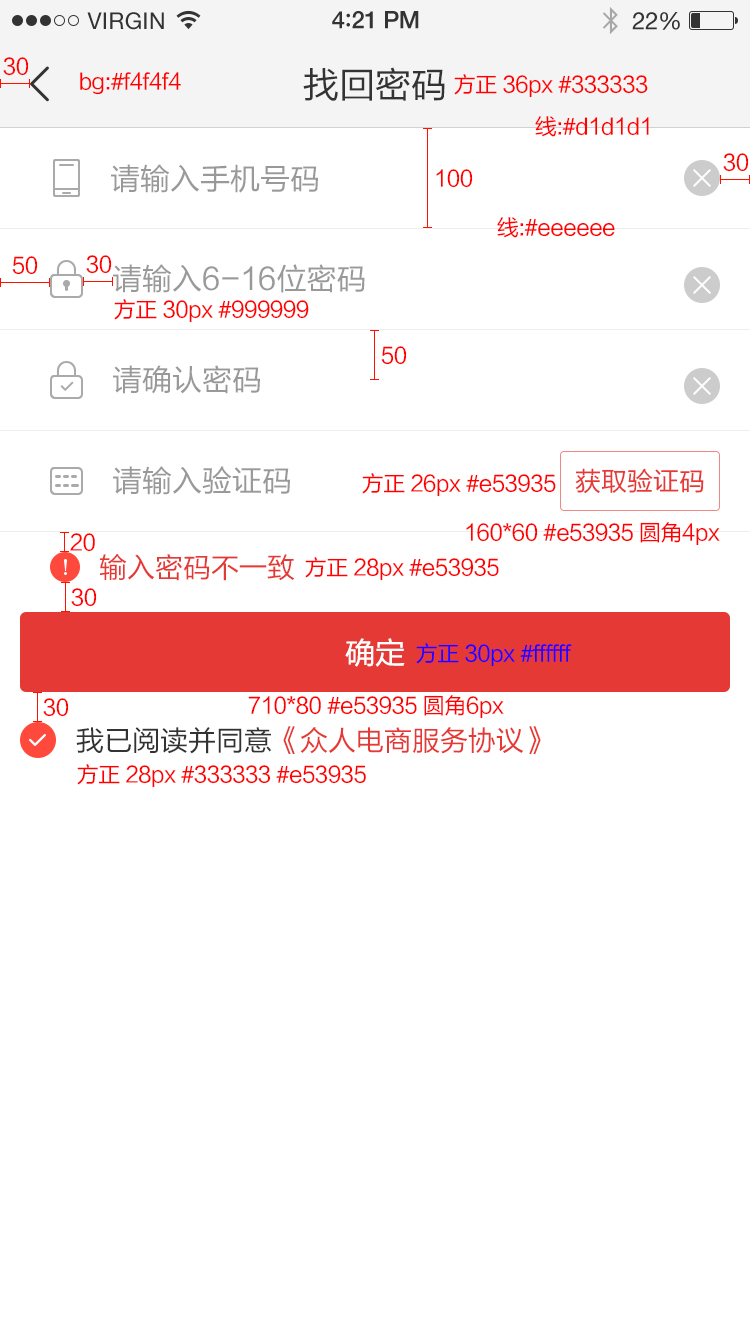 VIRGIN 4:21 PM 22%
30 bg:#f4f4f4 找回密码 方正 36px #333333
线:#d1d1d1
请输入手机号码 100 30
线:#eeeeee
50 30 请输入6-16位密码
方正 30px #999999
50
请确认密码
请输入验证码 方正 26px #e53935 获取验证码
160*60 #e53935 圆角4px
20
输入密码不一致 方正 28px #e53935
30
确定 方正 30px #ffffff
30 710*80 #e53935 圆角6px
我已阅读并同意《众人电商服务协议》
方正 28px #333333 #e53935